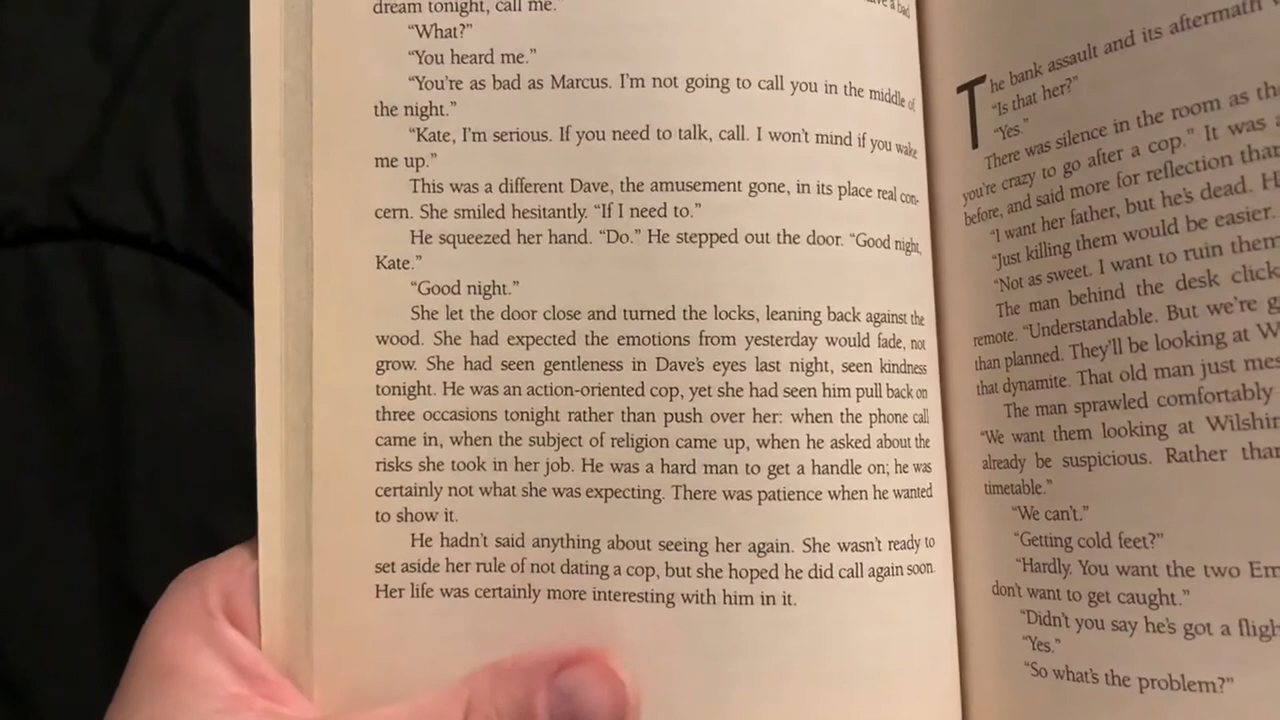 dream tonight, call me.”
a bad
“What?”
“You heard me.”
“You're as bad as Marcus. I'm not going to call you in the middle of
the night.”
“Kate, I'm serious. If you need to talk, call. I won't mind if you wake
me up.”
This was a different Dave, the amusement gone, in its place real con-
cern. She smiled hesitantly. “If I need to.”
He squeezed her hand. “Do.” He stepped out the door. “Good night,
Kate.”
“Good night.”
She let the door close and turned the locks, leaning back against the
wood. She had expected the emotions from yesterday would fade, not
grow. She had seen gentleness in Dave's eyes last night, seen kindness
tonight. He was an action-oriented cop, yet she had seen him pull back on
three occasions tonight rather than push over her: when the phone call
came in, when the subject of religion came up, when he asked about the
risks she took in her job. He was a hard man to get a handle on; he was
certainly not what she was expecting. There was patience when he wanted
to show it.
He hadn't said anything about seeing her again. She wasn't ready to
set aside her rule of not dating a cop, but she hoped he did call again soon.
Her life was certainly more interesting with him in it.
The bank assault and its aftermath
“Is that her?”
“Yes.”
There was silence in the room as the
you're crazy to go after a cop.” It was
before, and said more for reflection than
“I want her father, but he's dead. H
“Just killing them would be easier.
“Not as sweet. I want to ruin them
The man behind the desk click
remote. “Understandable. But we're g
than planned. They'll be looking at W
that dynamite. That old man just mes
The man sprawled comfortably
“We want them looking at Wilshir
already be suspicious. Rather than
timetable.”
“We can't.”
“Getting cold feet?”
“Hardly. You want the two Em
don't want to get caught.”
“Didn't you say he's got a fligh
“Yes.”
“So what's the problem?”